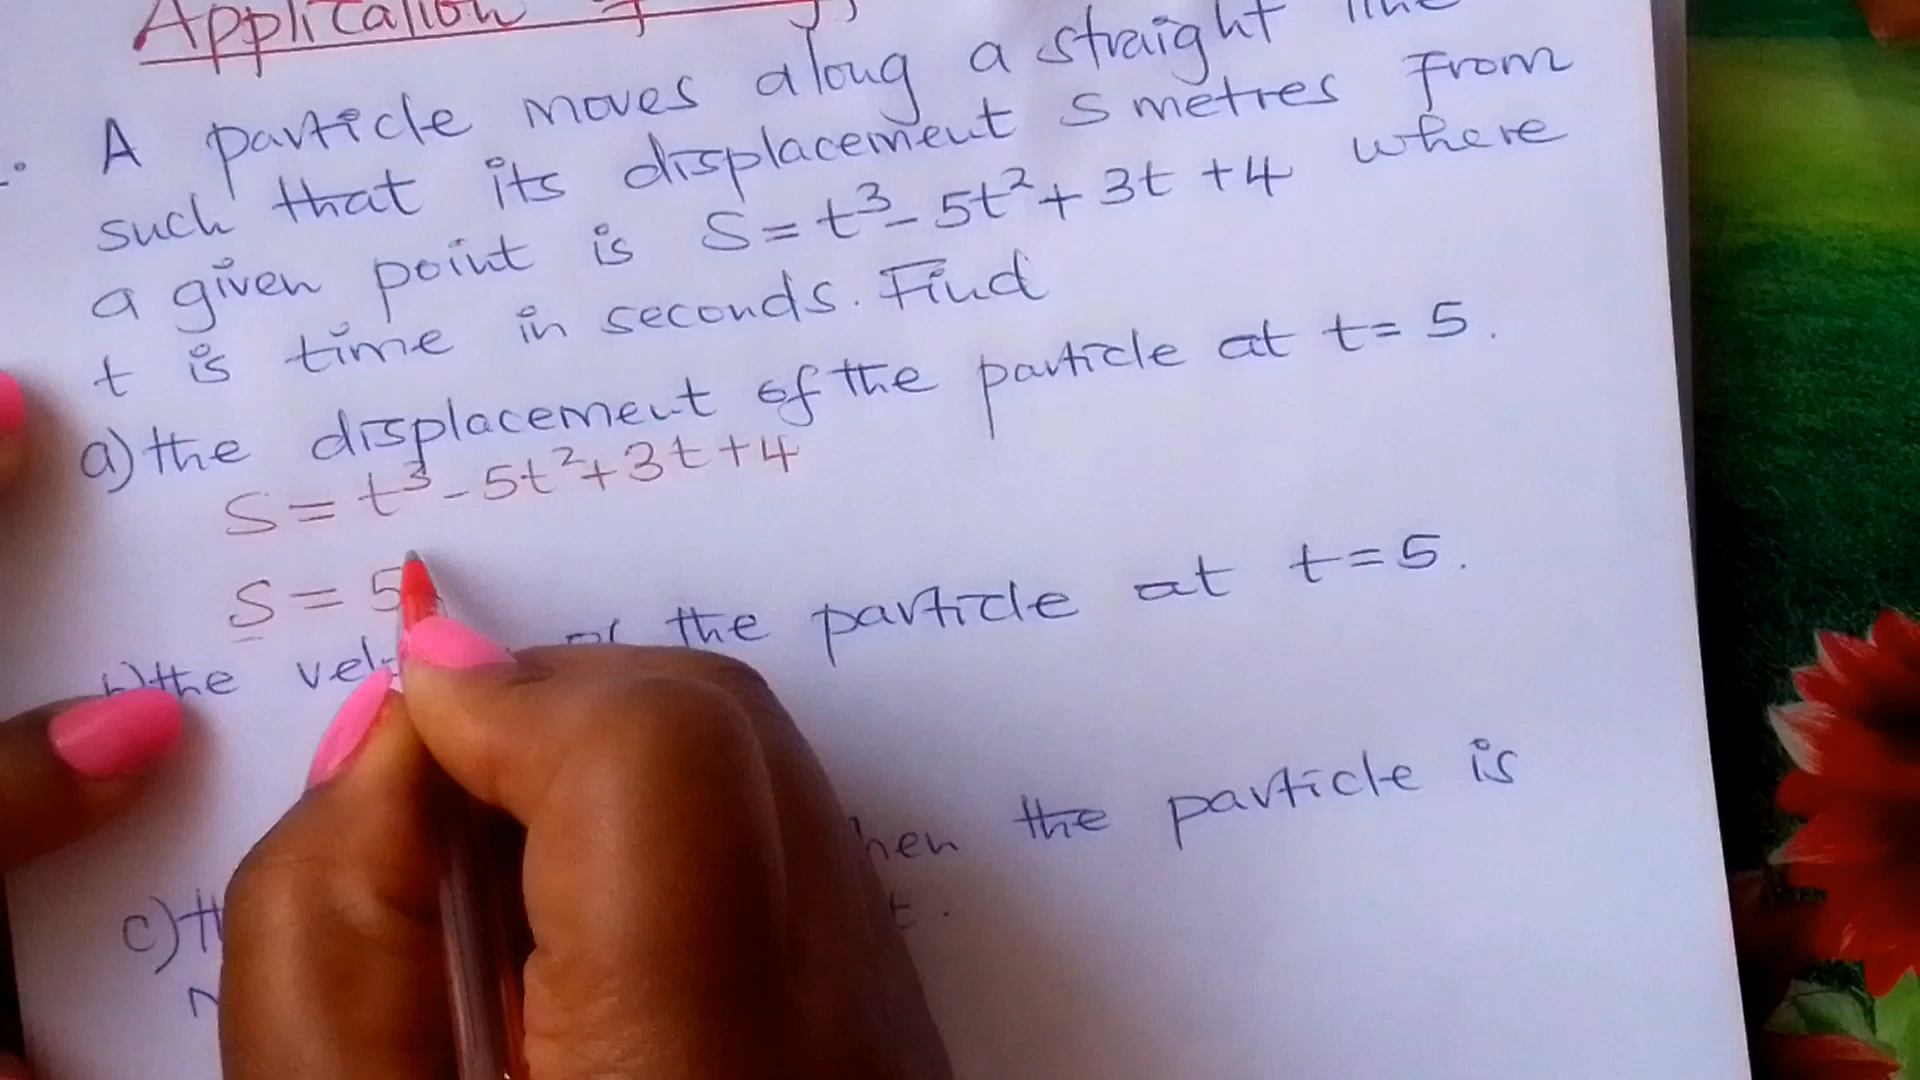 Application
A particle moves along a straight line
such that its displacement S metres from
a given point is S = t³ - 5t² + 3t + 4 where
t is time in seconds. Find
a) the displacement of the particle at t = 5.
S = t³ - 5t² + 3t + 4
S = 5
the of the particle at t = 5.
c) the particle is